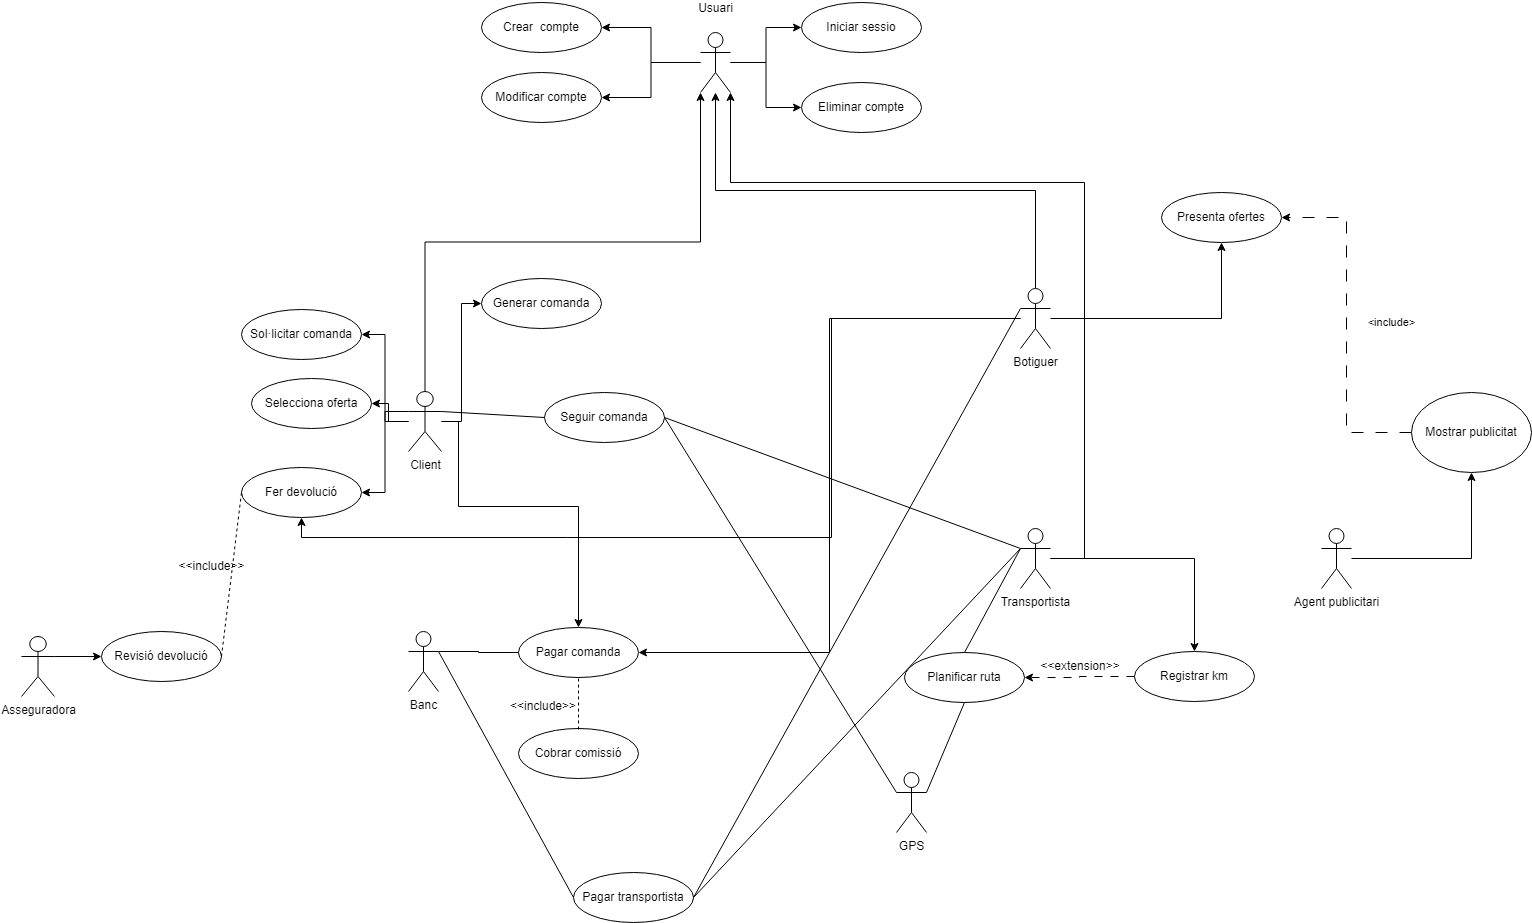 Usuari
Crear  compte
Iniciar sessio
Modificar compte
Eliminar compte
Presenta ofertes
Generar comanda
<include>
Sol·licitar comanda
Botiguer
Selecciona oferta
Seguir comanda
Mostrar publicitat
Client
Fer devolució
<<include>>
Transportista
Agent publicitari
Revisió devolució
Pagar comanda
<<extension>>
Planificar ruta
Registrar km
Asseguradora
Banc
<<include>>
Cobrar comissió
GPS
Pagar transportista